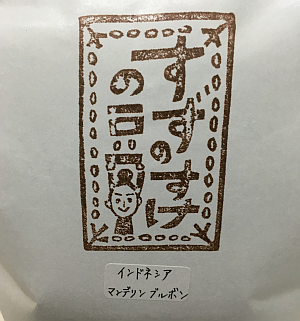 すずのすけ
の豆
インドネシア
マンデリン ブルボン